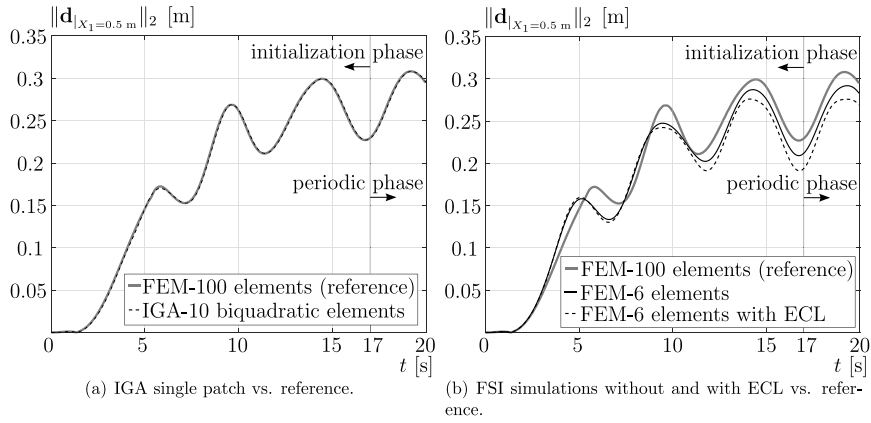 ‖d|X₁=0.5 m‖₂ [m]
0.35
0.3
0.25
0.2
0.15
0.1
0.05
initialization phase
periodic phase
FEM-100 elements (reference)
IGA-10 biquadratic elements
0 5 10 15 17 20
t [s]
(a) IGA single patch vs. reference.
‖d|X₁=0.5 m‖₂ [m]
0.35
0.3
0.25
0.2
0.15
0.1
0.05
initialization phase
periodic phase
FEM-100 elements (reference)
FEM-6 elements
FEM-6 elements with ECL
0 5 10 15 17 20
t [s]
(b) FSI simulations without and with ECL vs. refer-
ence.